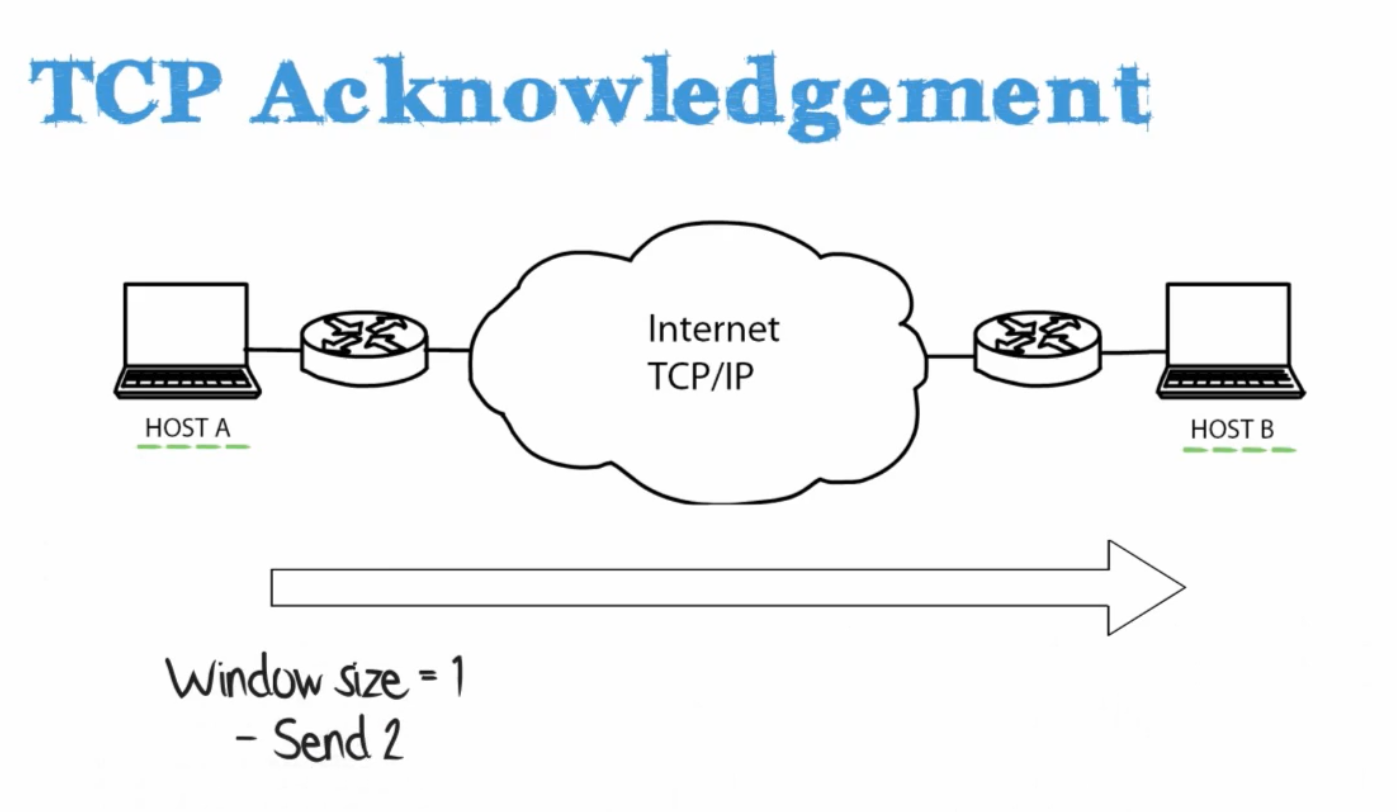 TCP Acknowledgement
Internet
TCP/IP
HOST A
HOST B
Window size = 1
- Send 2